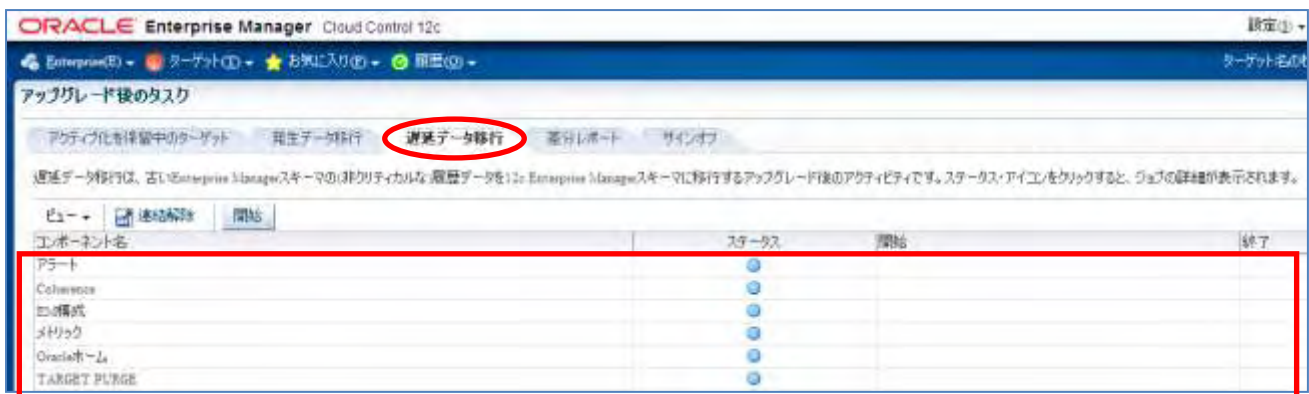 ORACLE Enterprise Manager Cloud Control 12c 設定(S)
Enterprise(E) ターゲット(T) お気に入り(F) 履歴(O) ターゲット名の
アップグレード後のタスク
アクティブ化を保留中のターゲット 発生データ移行 遅延データ移行 差分レポート サインオフ
遅延データ移行は、古いEnterprise Managerスキーマの(非クリティカルな)履歴データを12c Enterprise Managerスキーマに移行するアップグレード後のアクティビティです。ステータス・アイコンをクリックすると、ジョブの詳細が表示されます。
ビュー 連結解除 開始
コンポーネント名 ステータス 開始 終了
アラート
Coherence
EM構成
メトリック
Oracleホーム
TARGET PURGE